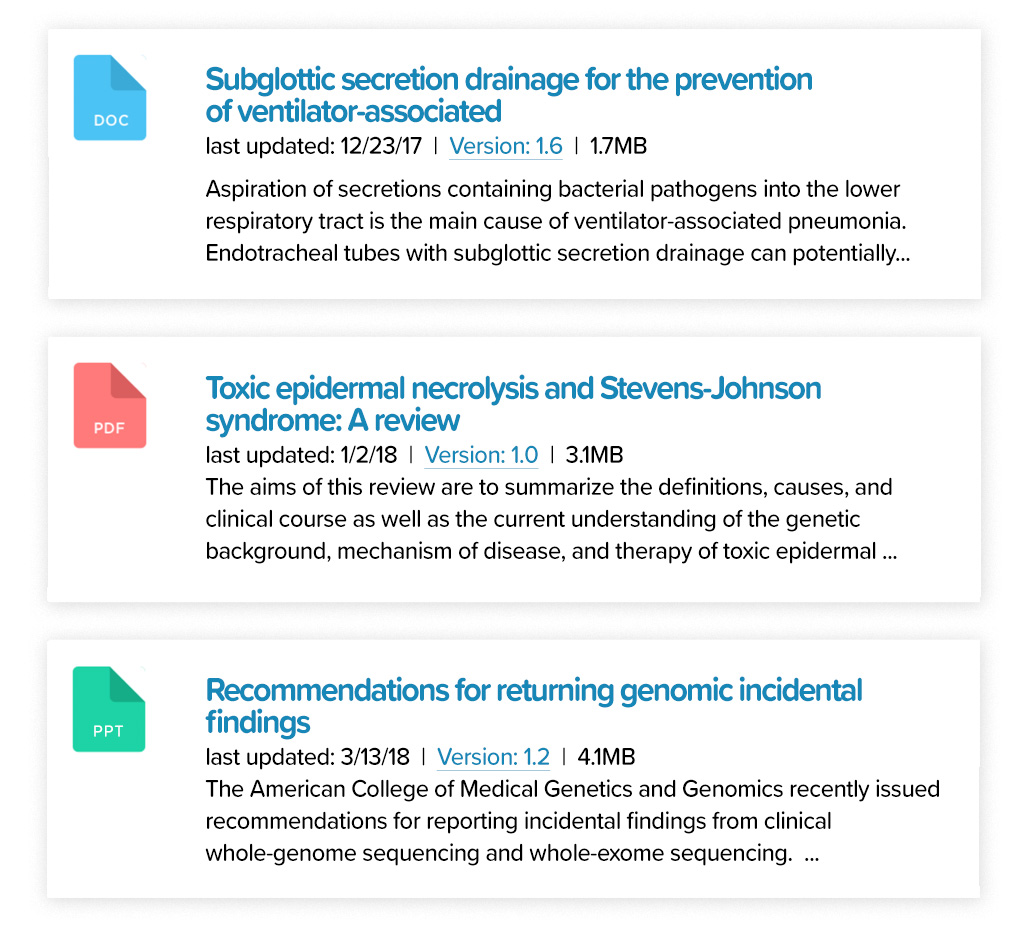 DOC
Subglottic secretion drainage for the prevention
of ventilator-associated
last updated: 12/23/17 | Version: 1.6 | 1.7MB
Aspiration of secretions containing bacterial pathogens into the lower
respiratory tract is the main cause of ventilator-associated pneumonia.
Endotracheal tubes with subglottic secretion drainage can potentially...
PDF
Toxic epidermal necrolysis and Stevens-Johnson
syndrome: A review
last updated: 1/2/18 | Version: 1.0 | 3.1MB
The aims of this review are to summarize the definitions, causes, and
clinical course as well as the current understanding of the genetic
background, mechanism of disease, and therapy of toxic epidermal ...
PPT
Recommendations for returning genomic incidental
findings
last updated: 3/13/18 | Version: 1.2 | 4.1MB
The American College of Medical Genetics and Genomics recently issued
recommendations for reporting incidental findings from clinical
whole-genome sequencing and whole-exome sequencing. ...